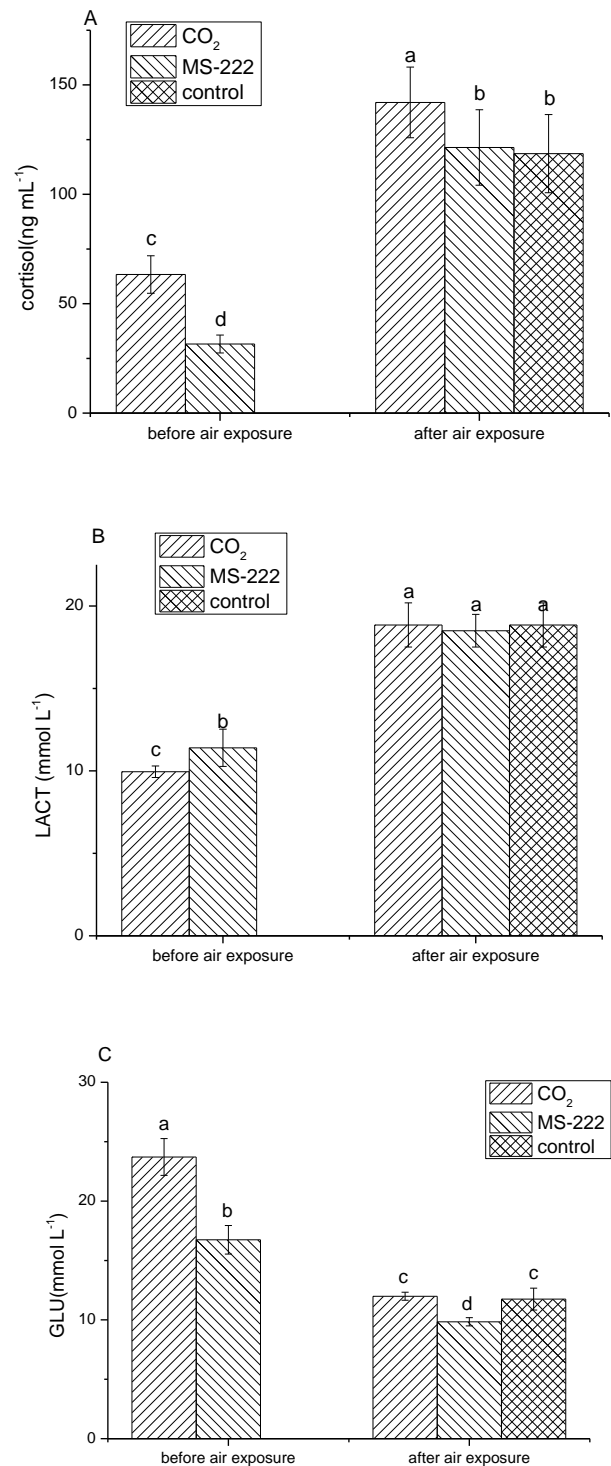 A
CO₂
MS-222
control
cortisol(ng mL⁻¹)
150
100
50
0
a
b
b
c
d
before air exposure
after air exposure
B
CO₂
MS-222
control
LACT (mmol L⁻¹)
20
10
0
a
a
a
c
b
before air exposure
after air exposure
C
CO₂
MS-222
control
GLU(mmol L⁻¹)
30
20
10
0
a
b
c
d
c
before air exposure
after air exposure